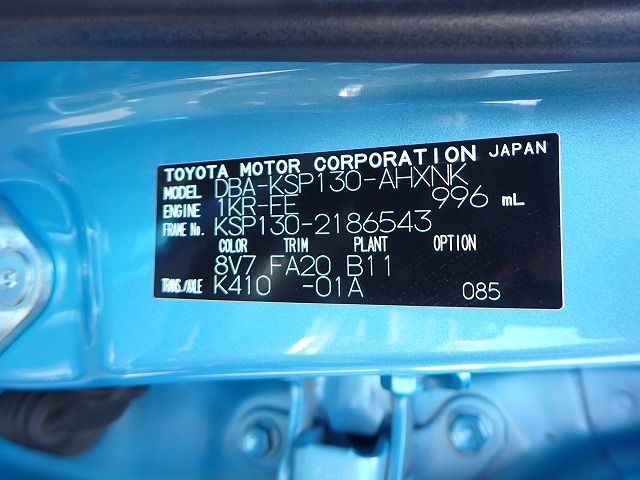 TOYOTA MOTOR CORPORATION JAPAN
MODEL DBA-KSP130-AHXNK
ENGINE 1KR-FE 996 mL
FRAME No. KSP130-2186543
COLOR TRIM PLANT OPTION
8V7 FA20 B11
TRANS./AXLE K410 -01A 085